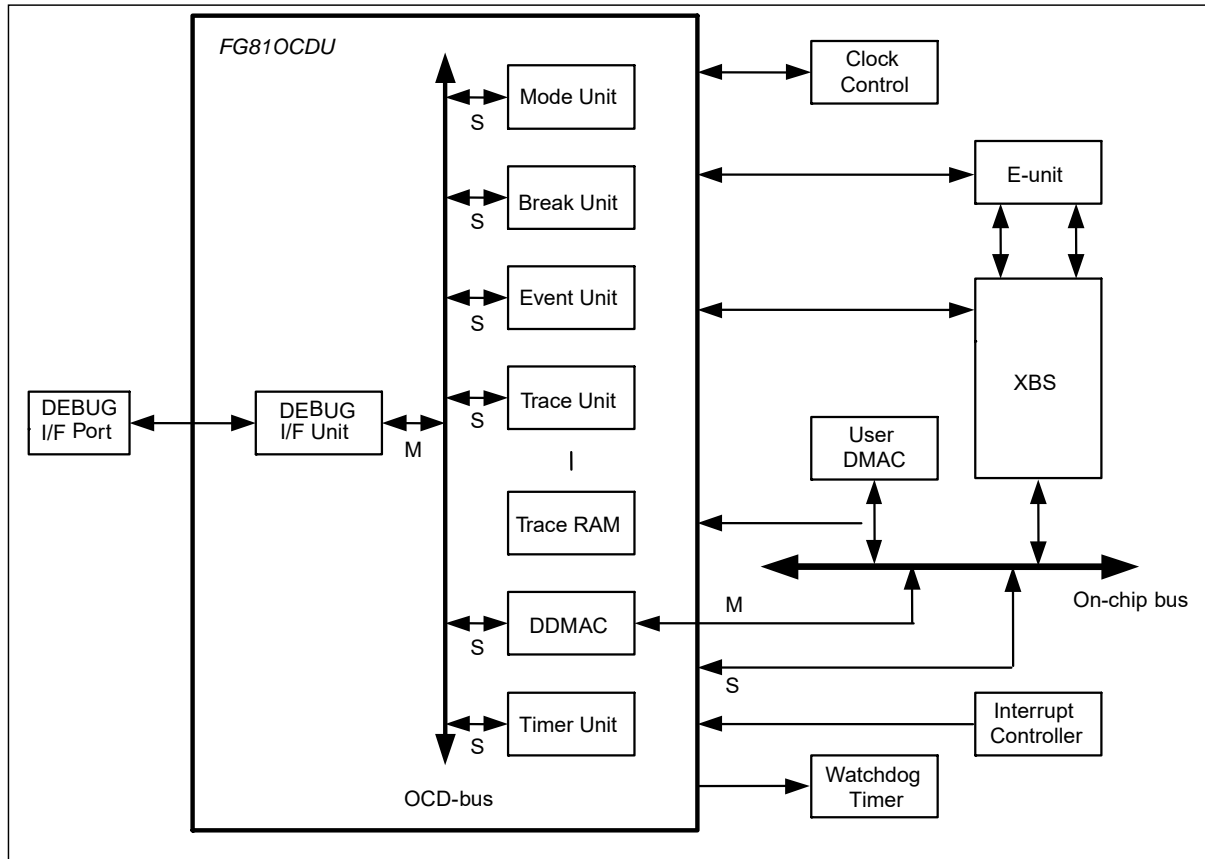 FG81OCDU
Clock
Control
Mode Unit
S
E-unit
Break Unit
S
Event Unit
S
XBS
DEBUG
I/F Port
DEBUG
I/F Unit
M
Trace Unit
S
User
DMAC
Trace RAM
On-chip bus
DDMAC
S
M
S
Timer Unit
S
Interrupt
Controller
Watchdog
Timer
OCD-bus